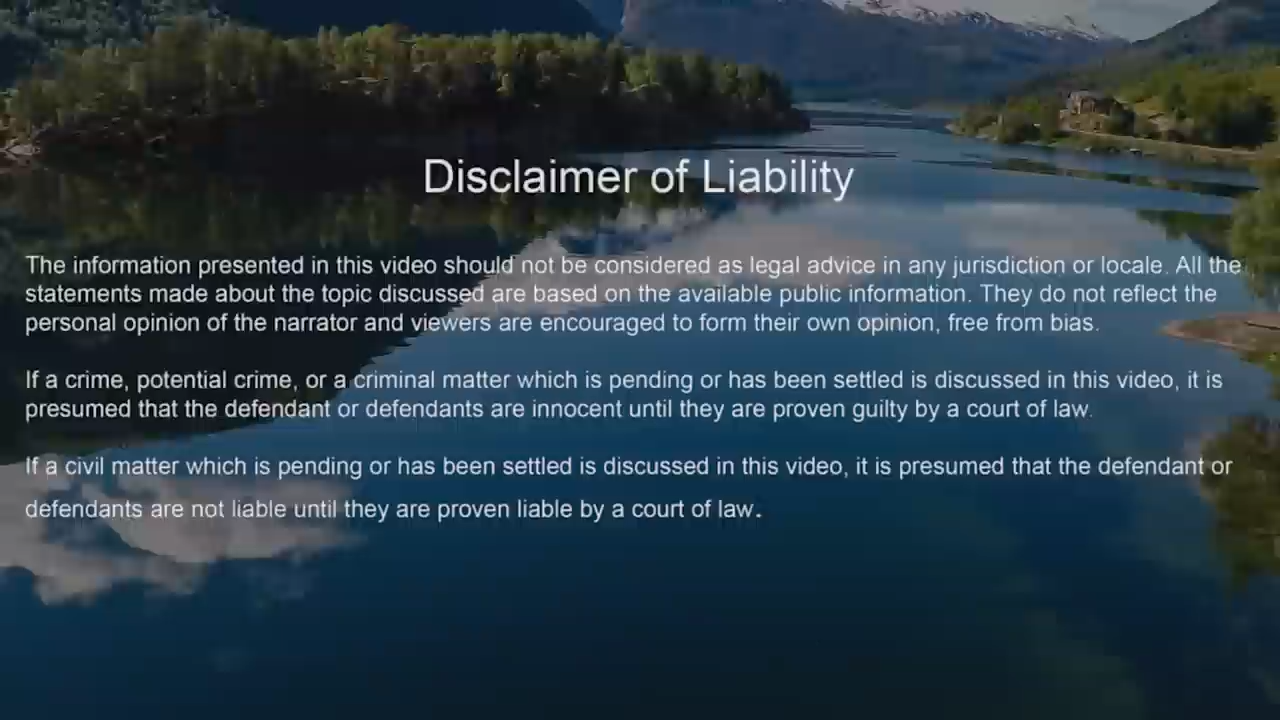 Disclaimer of Liability
The information presented in this video should not be considered as legal advice in any jurisdiction or locale. All the
statements made about the topic discussed are based on the available public information. They do not reflect the
personal opinion of the narrator and viewers are encouraged to form their own opinion, free from bias.
If a crime, potential crime, or a criminal matter which is pending or has been settled is discussed in this video, it is
presumed that the defendant or defendants are innocent until they are proven guilty by a court of law.
If a civil matter which is pending or has been settled is discussed in this video, it is presumed that the defendant or
defendants are not liable until they are proven liable by a court of law.